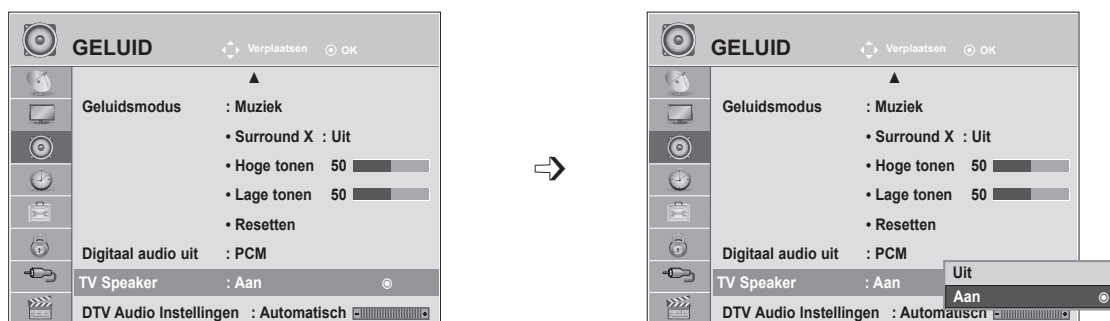 GELUID Verplaatsen OK
Geluidsmodus : Muziek
• Surround X : Uit
• Hoge tonen 50
• Lage tonen 50
• Resetten
Digitaal audio uit : PCM
TV Speaker : Aan
DTV Audio Instellingen : Automatisch
GELUID Verplaatsen OK
Geluidsmodus : Muziek
• Surround X : Uit
• Hoge tonen 50
• Lage tonen 50
• Resetten
Digitaal audio uit : PCM
TV Speaker : Aan
Uit
Aan
DTV Audio Instellingen : Automatisch